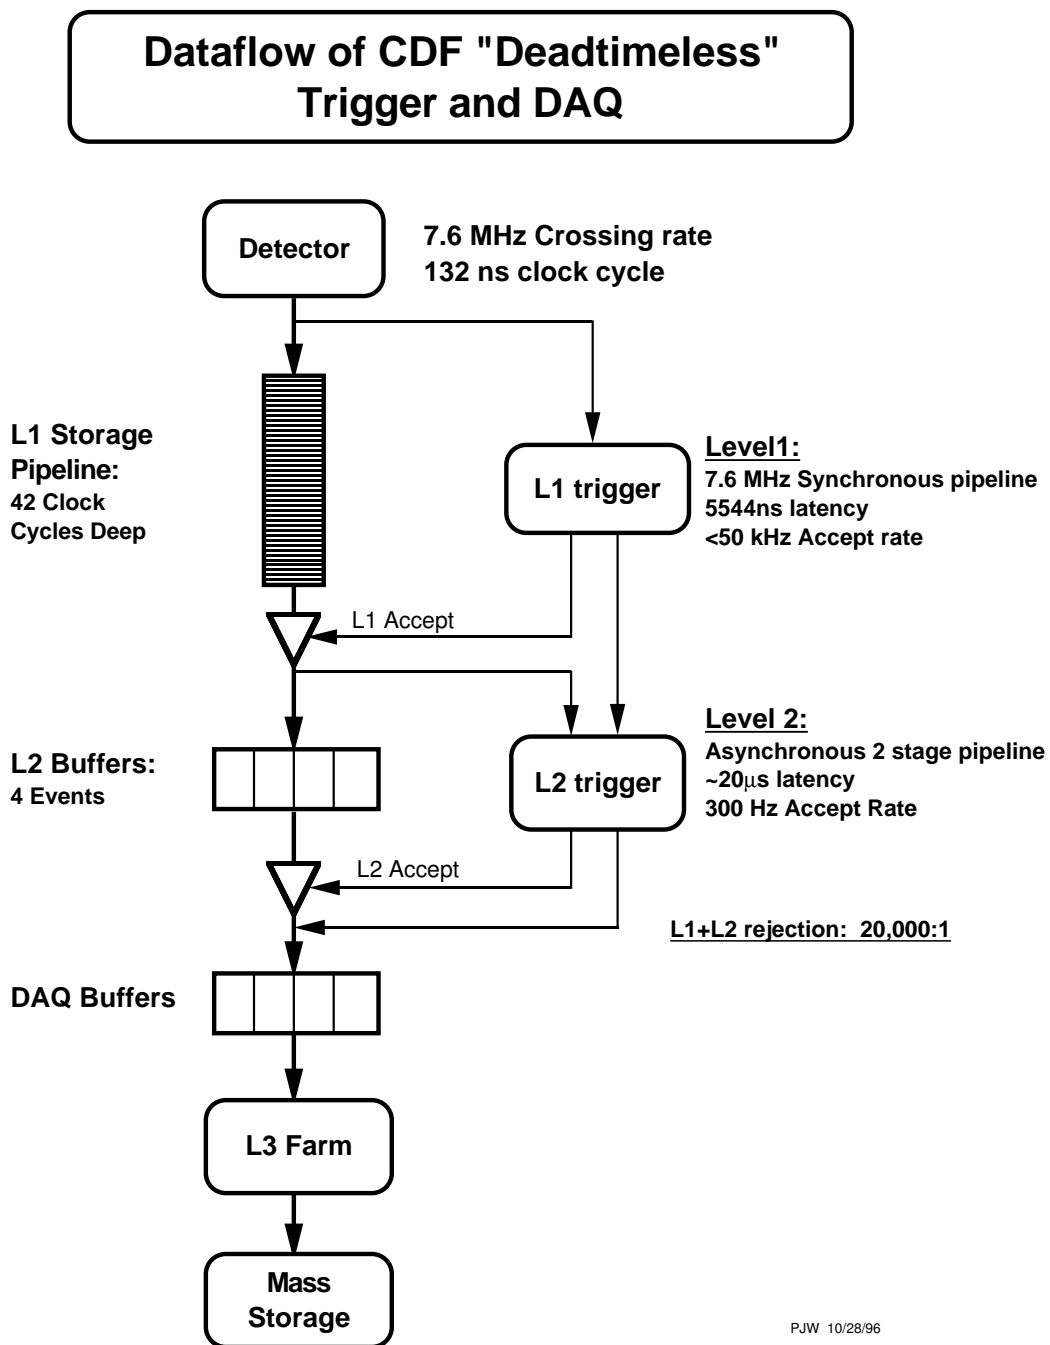 Dataflow of CDF "Deadtimeless"
Trigger and DAQ
Detector
7.6 MHz Crossing rate
132 ns clock cycle
L1 Storage
Pipeline:
42 Clock
Cycles Deep
L1 trigger
Level1:
7.6 MHz Synchronous pipeline
5544ns latency
<50 kHz Accept rate
L1 Accept
L2 Buffers:
4 Events
L2 trigger
Level 2:
Asynchronous 2 stage pipeline
~20µs latency
300 Hz Accept Rate
L2 Accept
L1+L2 rejection: 20,000:1
DAQ Buffers
L3 Farm
Mass
Storage
PJW 10/28/96